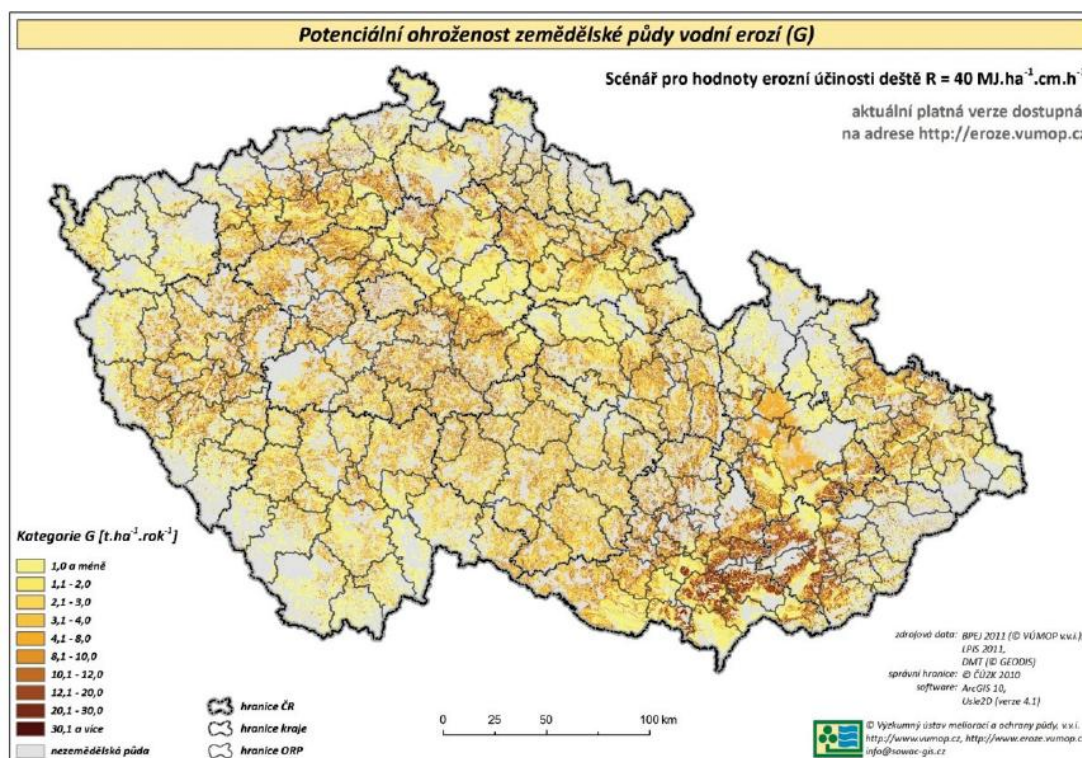 Potenciální ohroženost zemědělské půdy vodní erozí (G)
Scénář pro hodnoty erozní účinnosti deště R = 40 MJ.ha⁻¹.cm.h⁻¹
aktuální platná verze dostupná
na adrese http://eroze.vumop.cz
Kategorie G [t.ha⁻¹.rok⁻¹]
1,0 a méně
1,1 - 2,0
2,1 - 3,0
3,1 - 4,0
4,1 - 8,0
8,1 - 10,0
10,1 - 12,0
12,1 - 20,0
20,1 - 30,0
30,1 a více
nezemědělská půda
hranice ČR
hranice kraje
hranice ORP
0 25 50 100 km
zdrojová data: BPEJ 2011 (© VÚMOP v.v.i.),
LPIS 2011,
DMT (© GEODIS)
správní hranice: © ČÚZK 2010
software: ArcGIS 10,
Usle2D (verze 4.1)
© Výzkumný ústav meliorací a ochrany půdy, v.v.i.
http://www.vumop.cz, http://www.eroze.vumop.cz
info@sowac-gis.cz